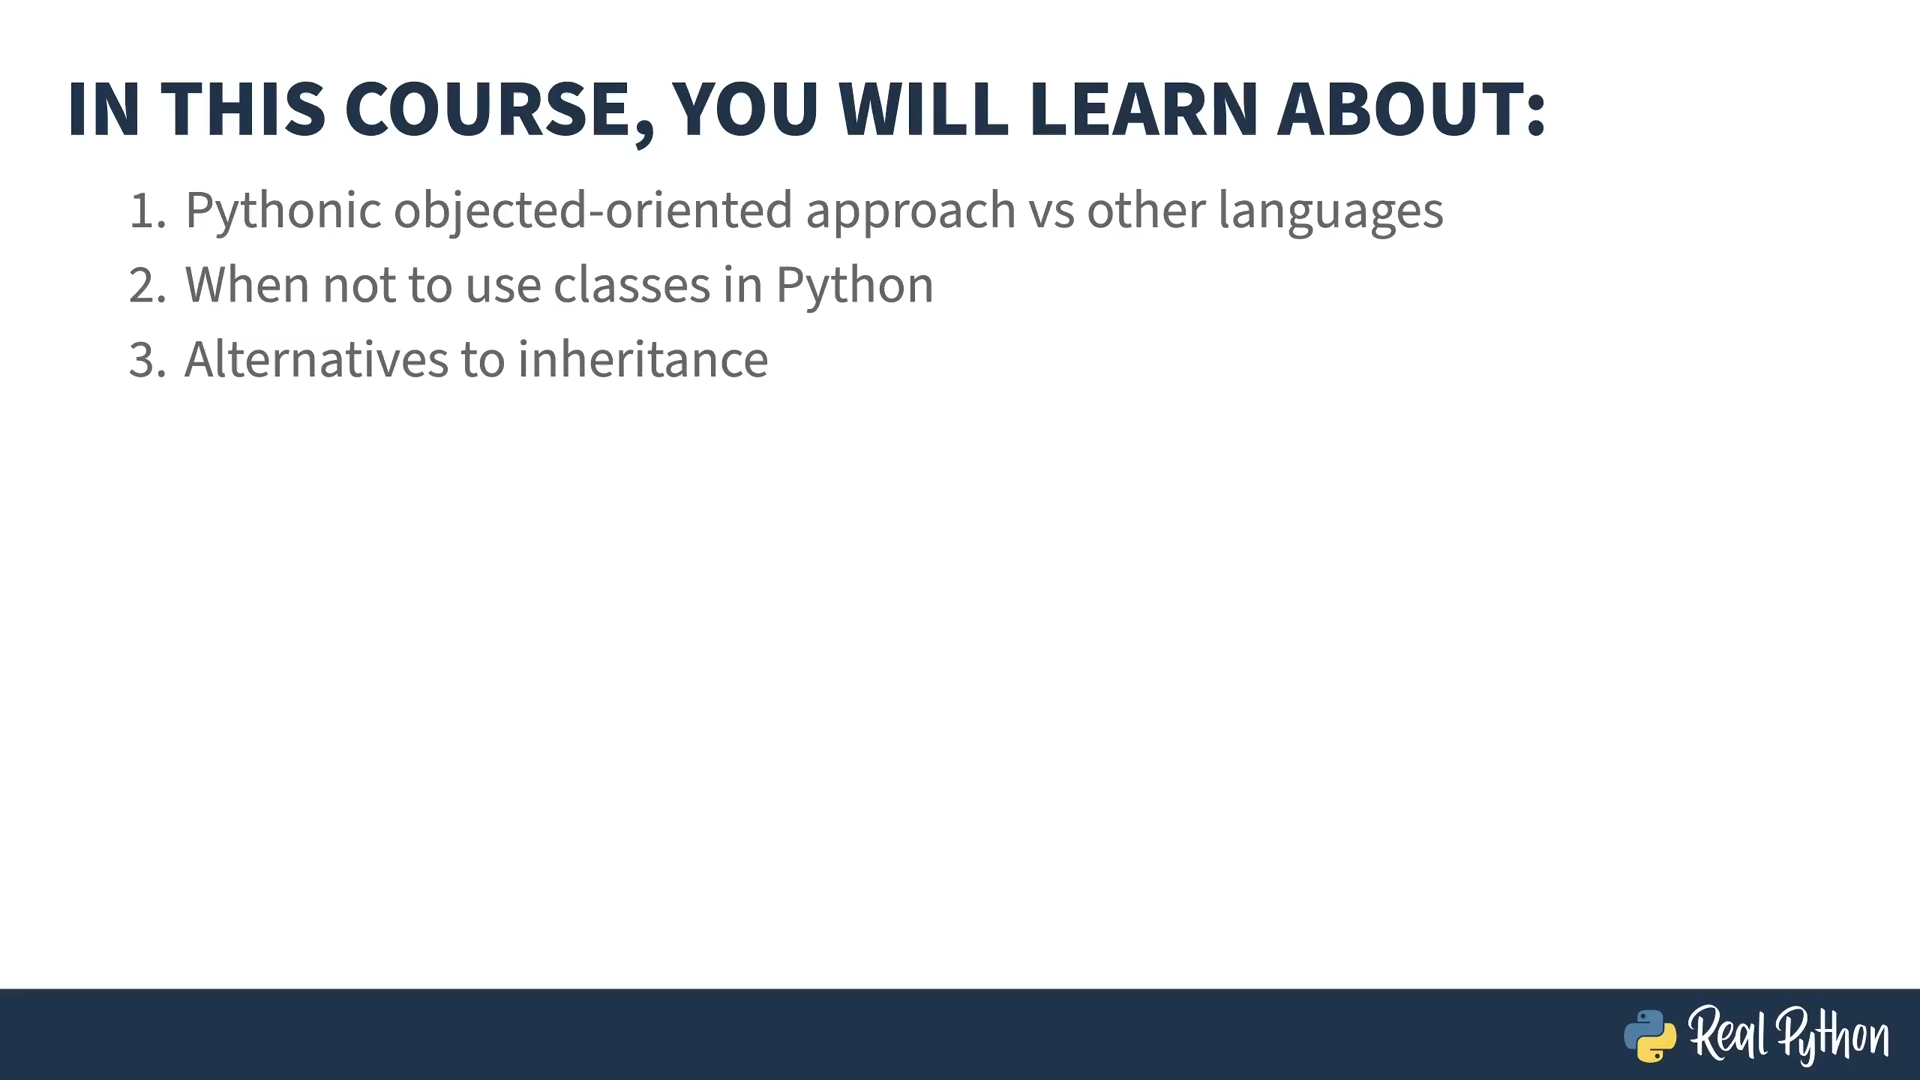 IN THIS COURSE, YOU WILL LEARN ABOUT:
1. Pythonic objected-oriented approach vs other languages
2. When not to use classes in Python
3. Alternatives to inheritance
Real Python